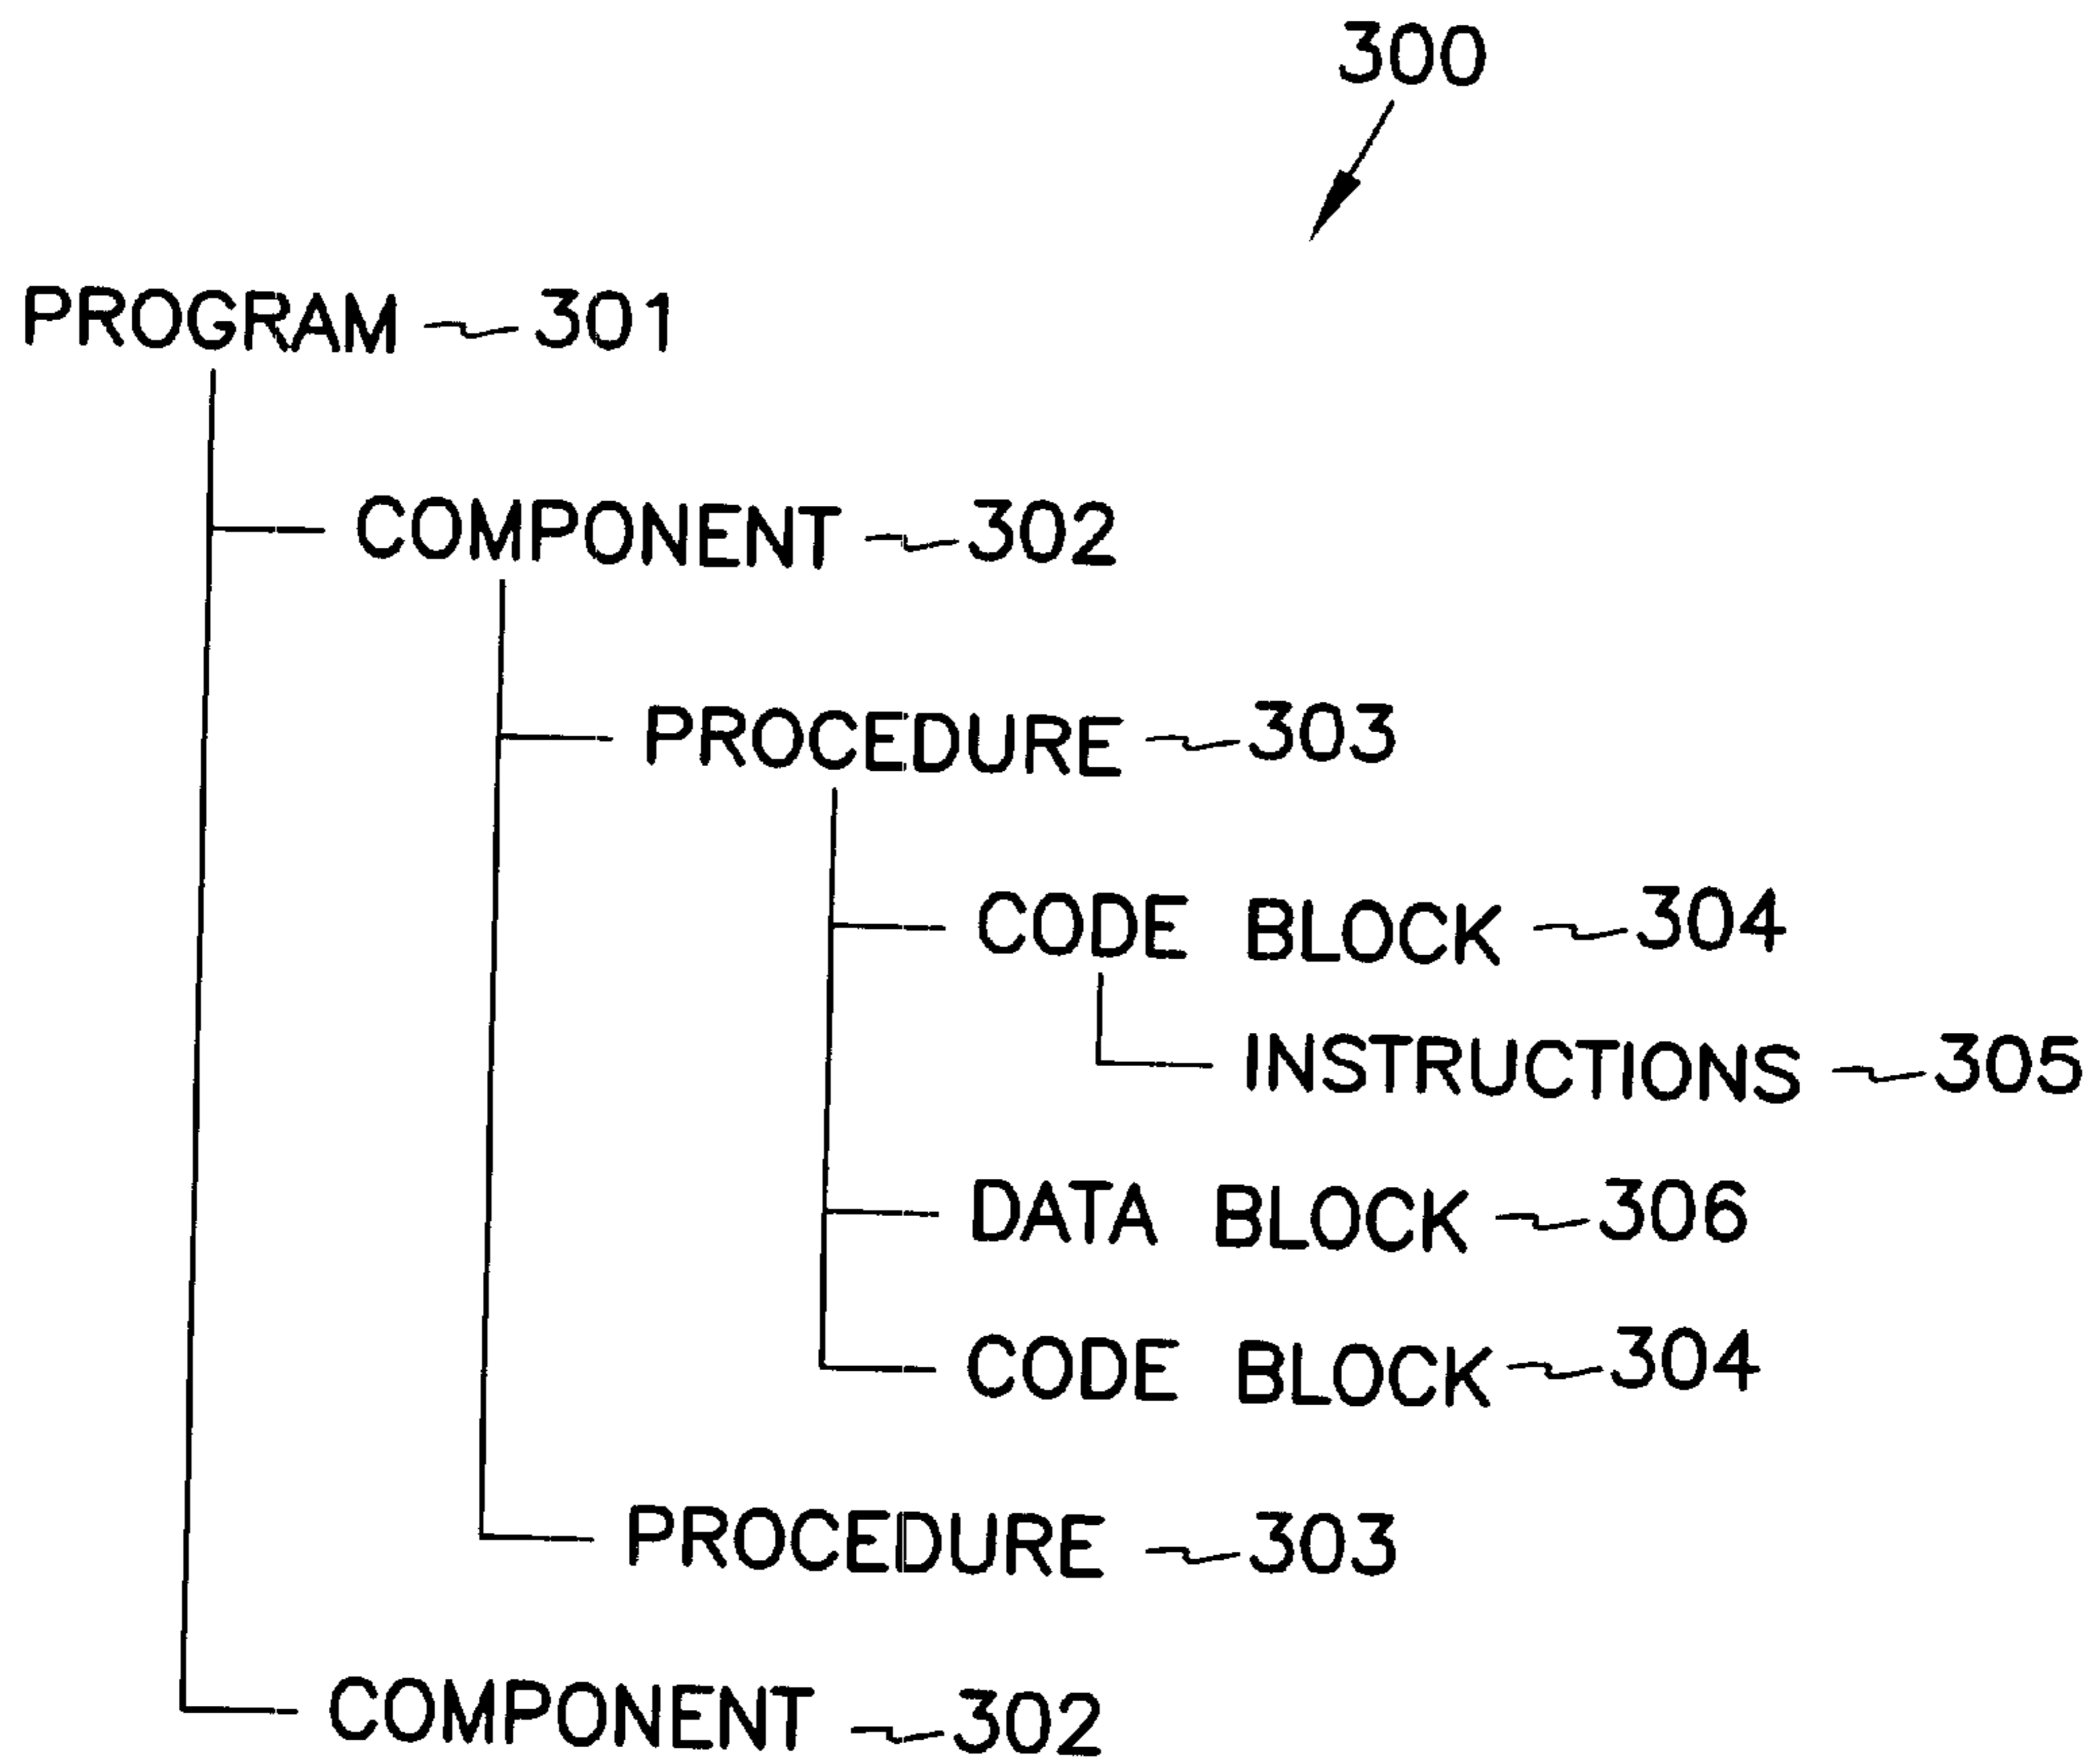 300
PROGRAM 301
COMPONENT 302
PROCEDURE 303
CODE BLOCK 304
INSTRUCTIONS 305
DATA BLOCK 306
CODE BLOCK 304
PROCEDURE 303
COMPONENT 302